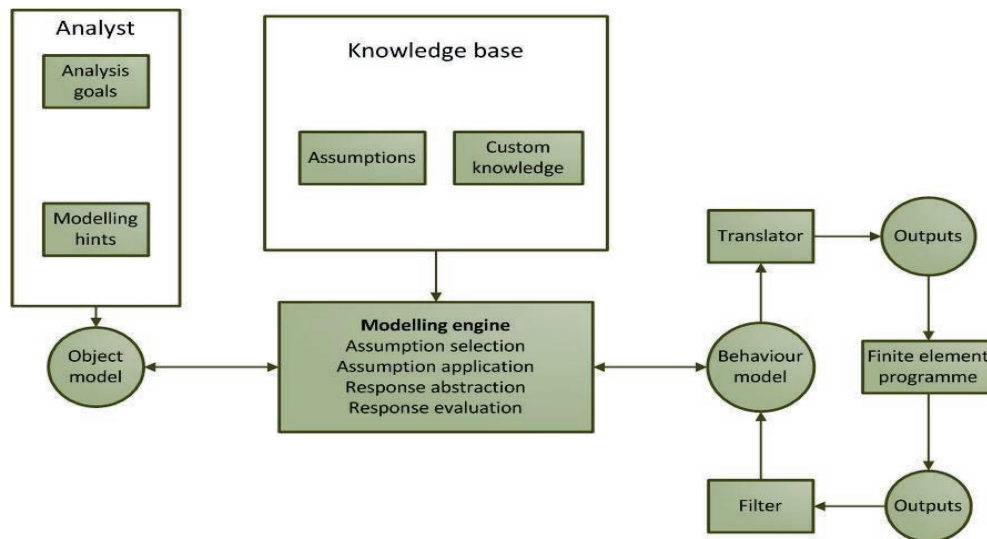 Analyst
Analysis
goals
Modelling
hints
Object
model
Knowledge base
Assumptions
Custom
knowledge
Modelling engine
Assumption selection
Assumption application
Response abstraction
Response evaluation
Translator
Outputs
Behaviour
model
Finite element
programme
Filter
Outputs